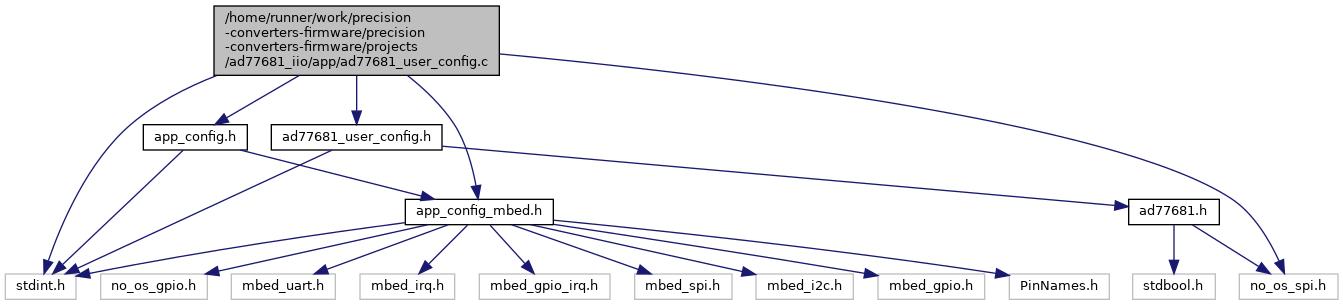 /home/runner/work/precision
-converters-firmware/precision
-converters-firmware/projects
/ad77681_iio/app/ad77681_user_config.c
app_config.h
ad77681_user_config.h
app_config_mbed.h
ad77681.h
stdint.h
no_os_gpio.h
mbed_uart.h
mbed_irq.h
mbed_gpio_irq.h
mbed_spi.h
mbed_i2c.h
mbed_gpio.h
PinNames.h
stdbool.h
no_os_spi.h